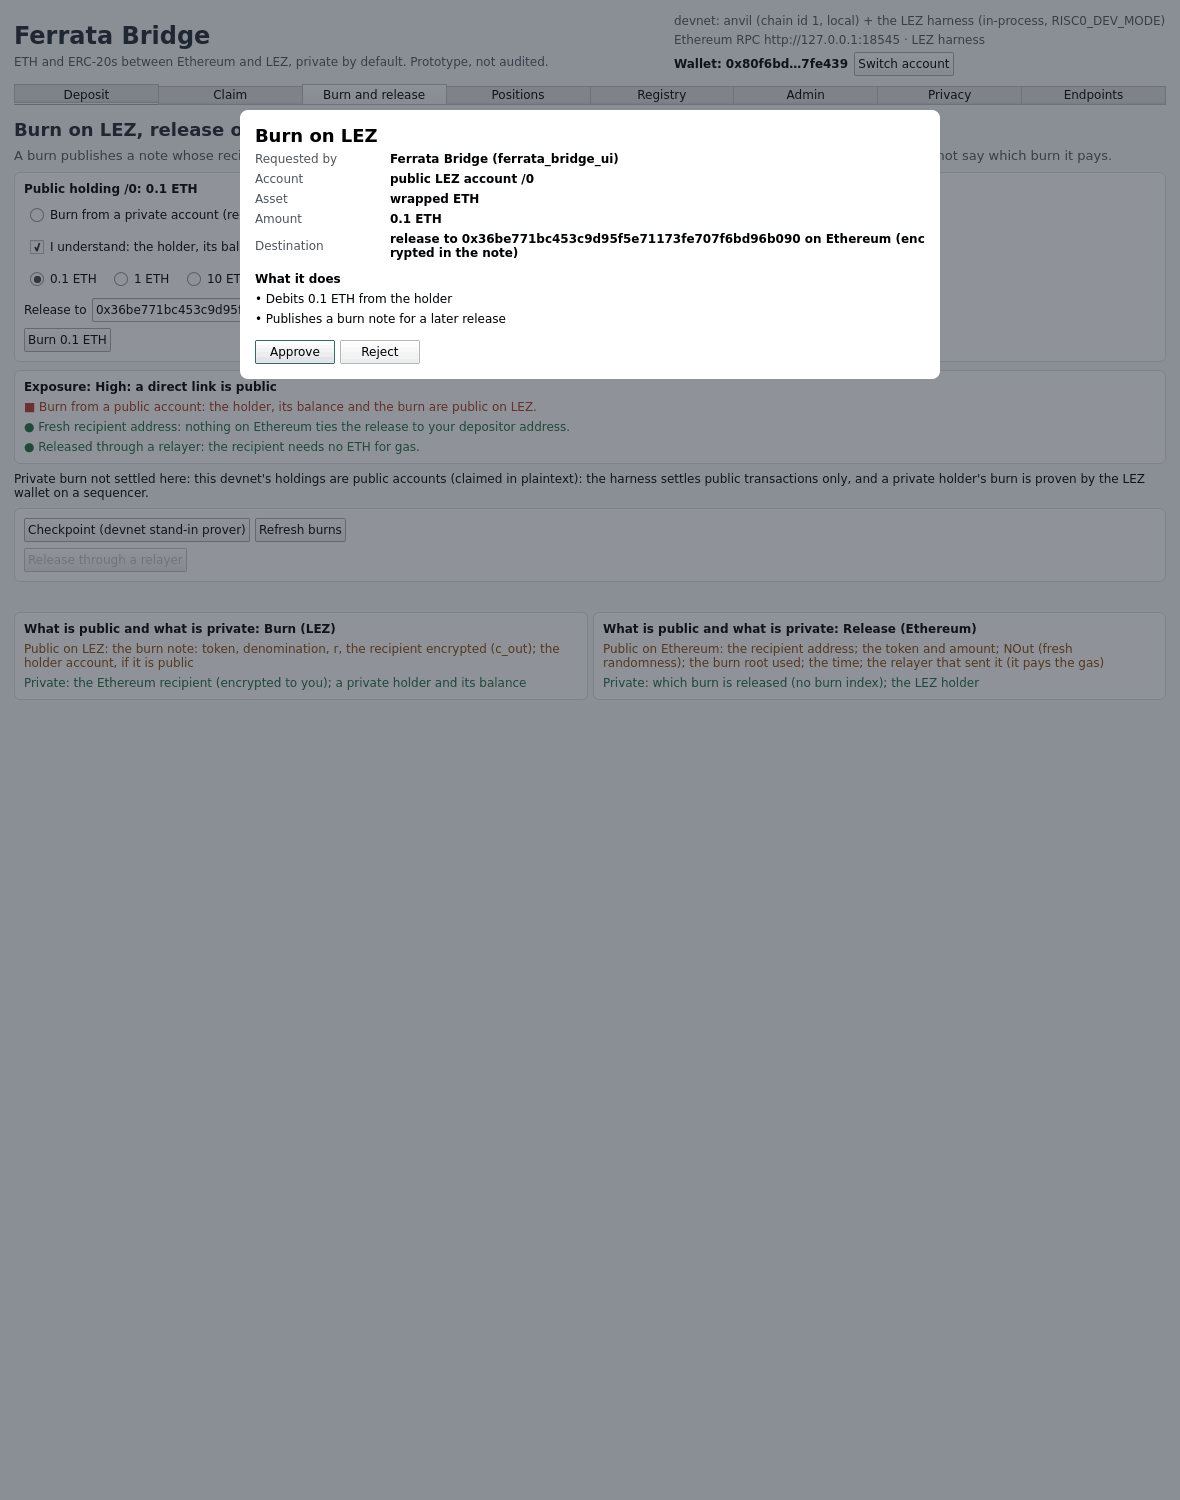 Ferrata Bridge
ETH and ERC-20s between Ethereum and LEZ, private by default. Prototype, not audited.
devnet: anvil (chain id 1, local) + the LEZ harness (in-process, RISC0_DEV_MODE)
Ethereum RPC http://127.0.0.1:18545 · LEZ harness
Wallet: 0x80f6bd…7fe439 Switch account
Deposit Claim Burn and release Positions Registry Admin Privacy Endpoints
Burn on LEZ, release o
A burn publishes a note whose reci
not say which burn it pays.
Public holding /0: 0.1 ETH
Burn from a private account (re
I understand: the holder, its bal
0.1 ETH 1 ETH 10 ET
Release to 0x36be771bc453c9d95f
Burn 0.1 ETH
Burn on LEZ
Requested by Ferrata Bridge (ferrata_bridge_ui)
Account public LEZ account /0
Asset wrapped ETH
Amount 0.1 ETH
Destination release to 0x36be771bc453c9d95f5e71173fe707f6bd96b090 on Ethereum (enc
rypted in the note)
What it does
• Debits 0.1 ETH from the holder
• Publishes a burn note for a later release
Approve Reject
Exposure: High: a direct link is public
■ Burn from a public account: the holder, its balance and the burn are public on LEZ.
● Fresh recipient address: nothing on Ethereum ties the release to your depositor address.
● Released through a relayer: the recipient needs no ETH for gas.
Private burn not settled here: this devnet's holdings are public accounts (claimed in plaintext): the harness settles public transactions only, and a private holder's burn is proven by the LEZ
wallet on a sequencer.
Checkpoint (devnet stand-in prover) Refresh burns
Release through a relayer
What is public and what is private: Burn (LEZ)
Public on LEZ: the burn note: token, denomination, r, the recipient encrypted (c_out); the
holder account, if it is public
Private: the Ethereum recipient (encrypted to you); a private holder and its balance
What is public and what is private: Release (Ethereum)
Public on Ethereum: the recipient address; the token and amount; NOut (fresh
randomness); the burn root used; the time; the relayer that sent it (it pays the gas)
Private: which burn is released (no burn index); the LEZ holder